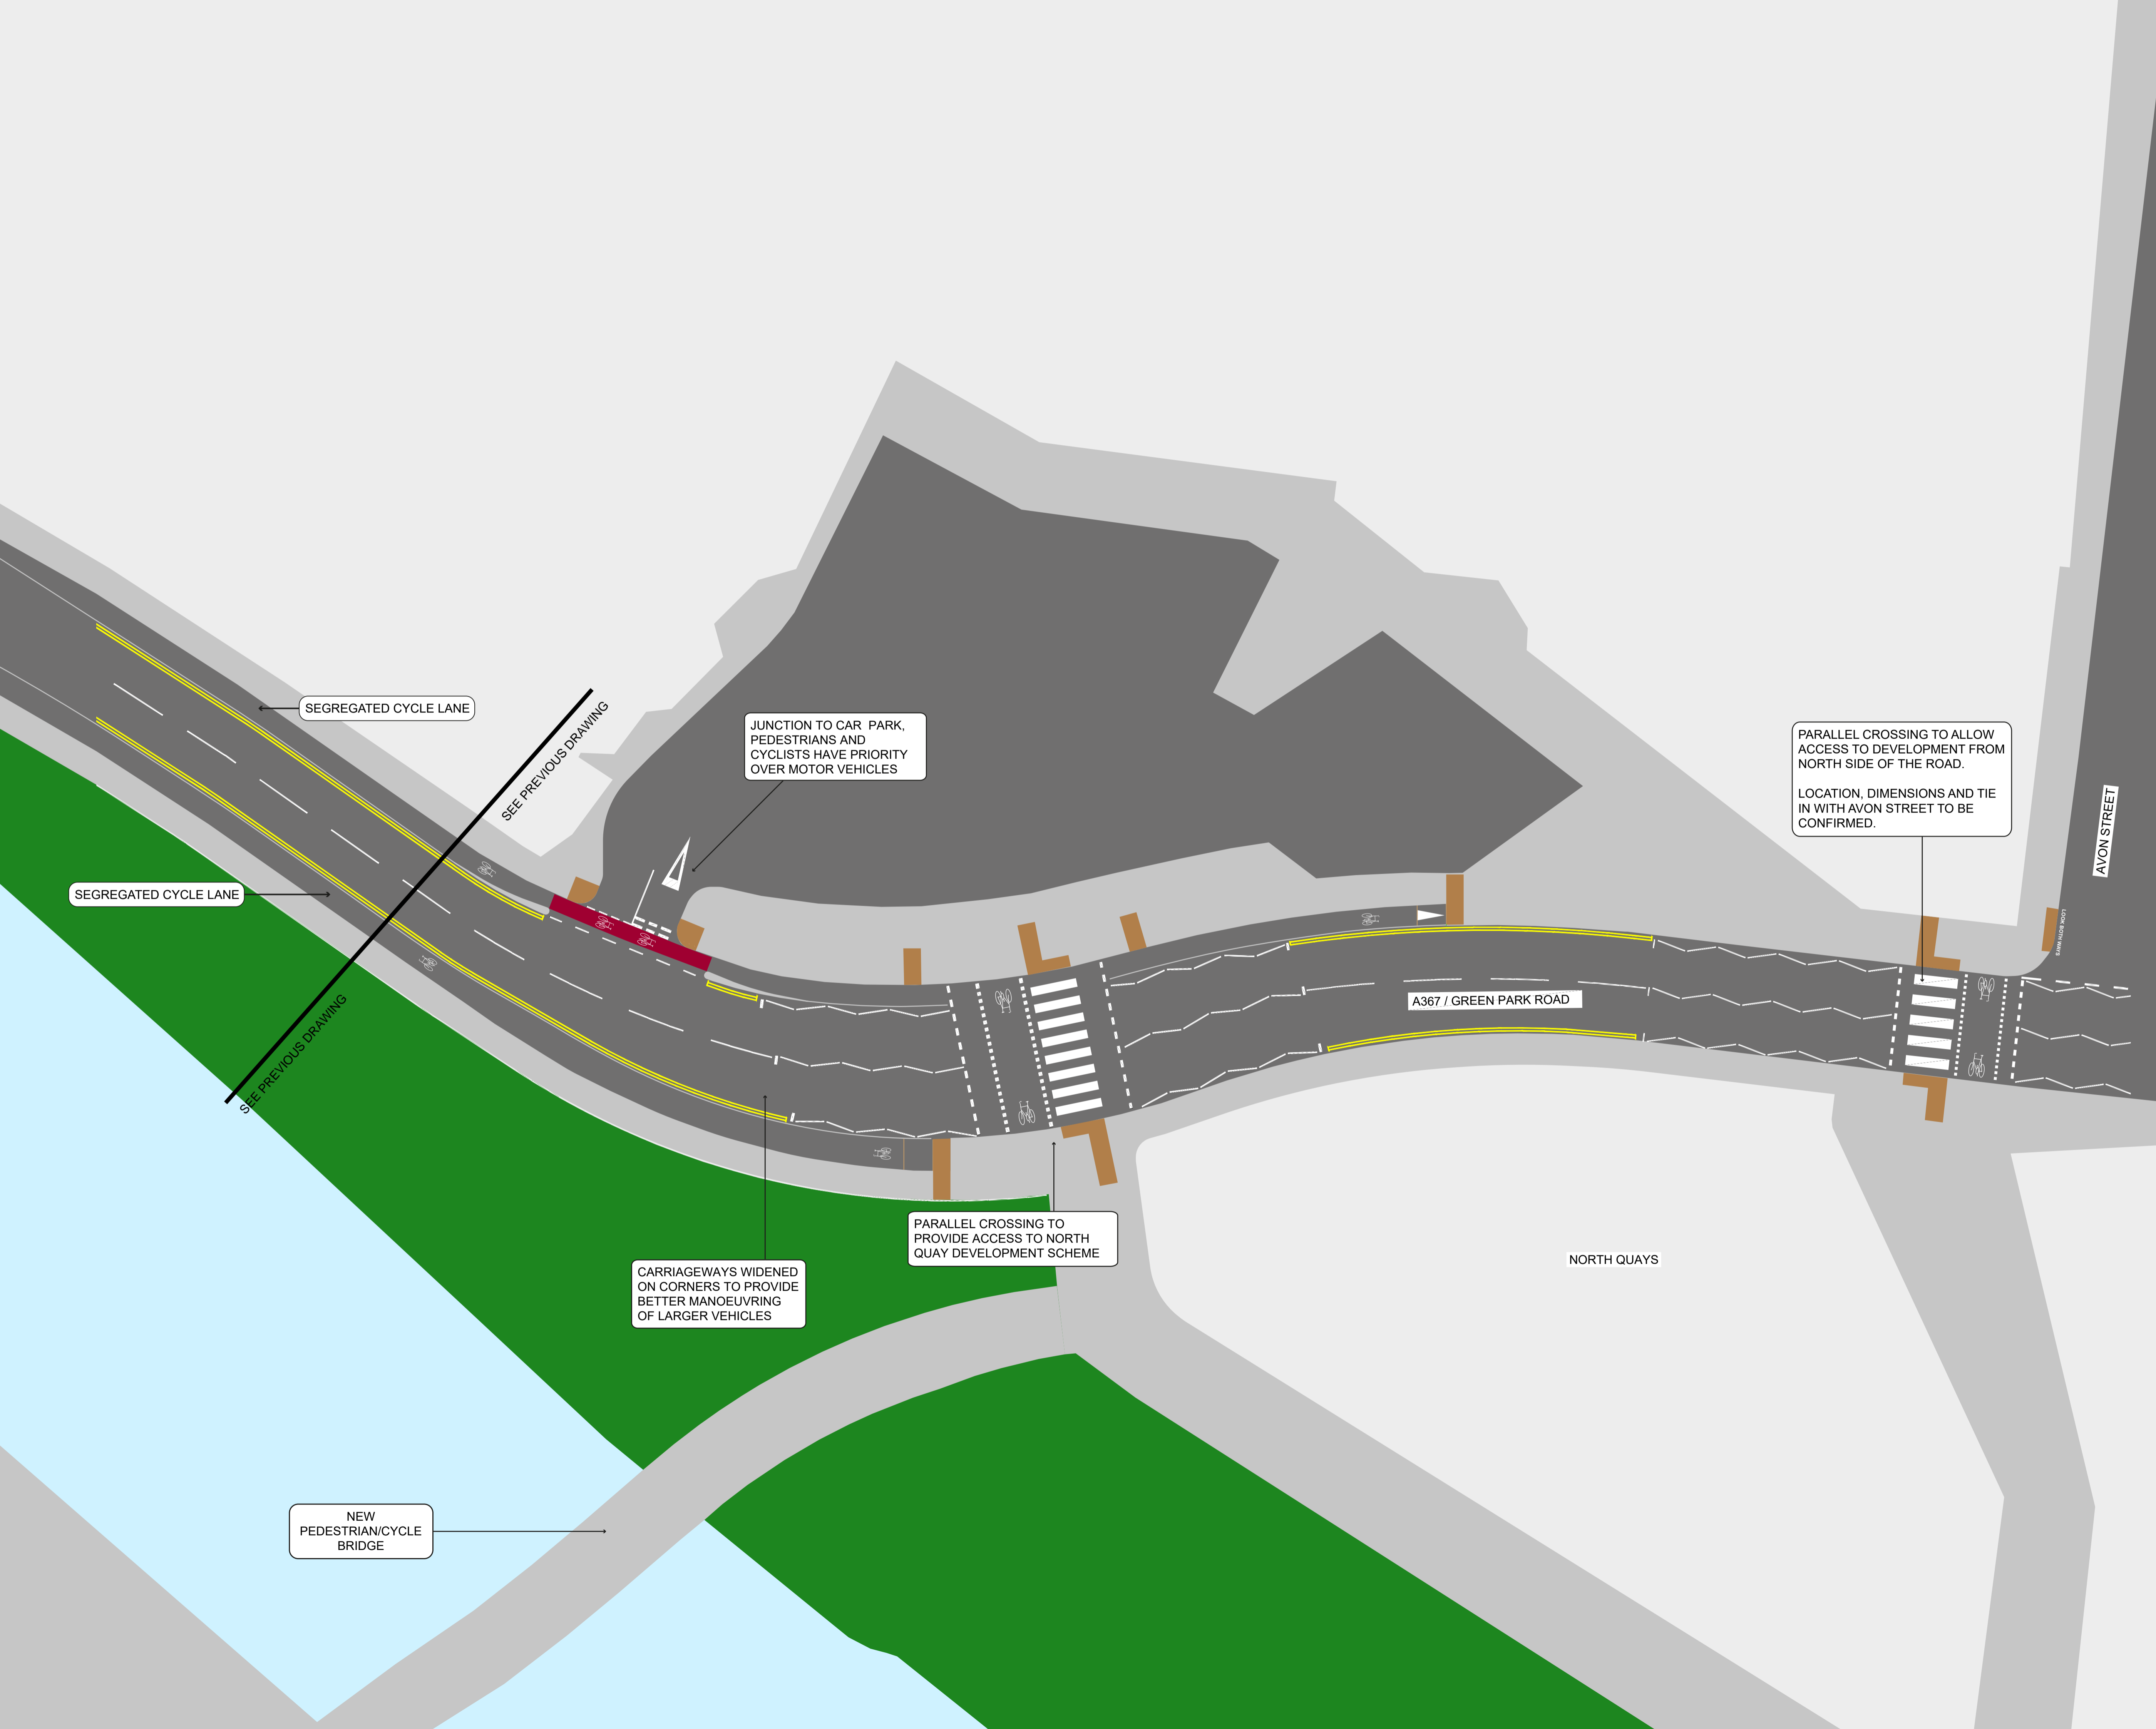 SEGREGATED CYCLE LANE
SEE PREVIOUS DRAWING
JUNCTION TO CAR PARK,
PEDESTRIANS AND
CYCLISTS HAVE PRIORITY
OVER MOTOR VEHICLES
PARALLEL CROSSING TO ALLOW
ACCESS TO DEVELOPMENT FROM
NORTH SIDE OF THE ROAD.
LOCATION, DIMENSIONS AND TIE
IN WITH AVON STREET TO BE
CONFIRMED.
AVON STREET
SEGREGATED CYCLE LANE
LOOK BOTH WAYS
A367 / GREEN PARK ROAD
SEE PREVIOUS DRAWING
PARALLEL CROSSING TO
PROVIDE ACCESS TO NORTH
QUAY DEVELOPMENT SCHEME
NORTH QUAYS
CARRIAGEWAYS WIDENED
ON CORNERS TO PROVIDE
BETTER MANOEUVRING
OF LARGER VEHICLES
NEW
PEDESTRIAN/CYCLE
BRIDGE